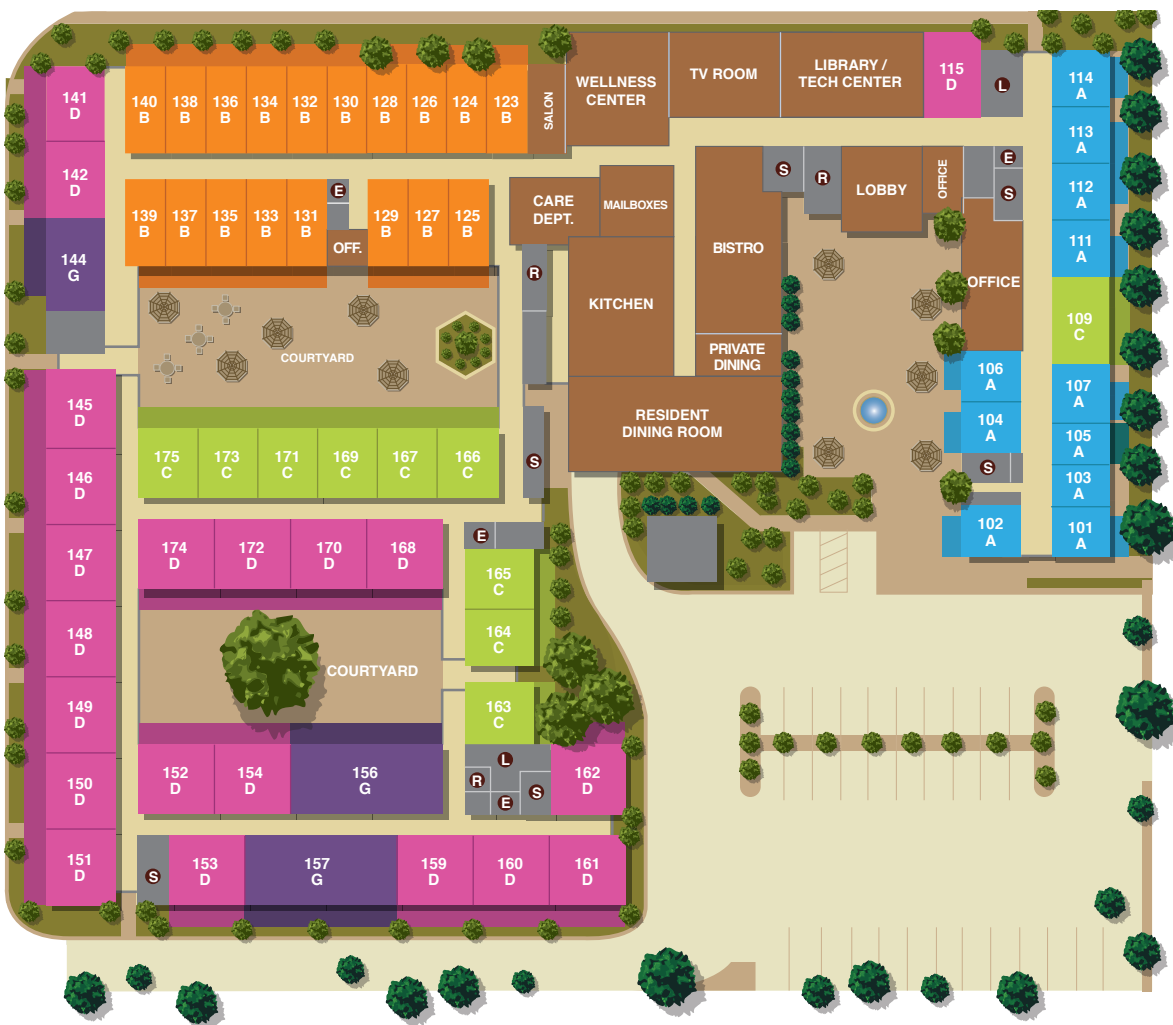 141
D
142
D
144
G
140
B
138
B
136
B
134
B
132
B
130
B
128
B
126
B
124
B
123
B
SALON
WELLNESS
CENTER
TV ROOM
LIBRARY /
TECH CENTER
115
D
L
114
A
113
A
112
A
111
A
109
C
107
A
105
A
103
A
101
A
139
B
137
B
135
B
133
B
131
B
E
OFF.
129
B
127
B
125
B
CARE
DEPT.
MAILBOXES
BISTRO
S
R
LOBBY
OFFICE
E
S
OFFICE
R
KITCHEN
PRIVATE
DINING
RESIDENT
DINING ROOM
COURTYARD
106
A
104
A
S
102
A
145
D
146
D
147
D
148
D
149
D
150
D
151
D
175
C
173
C
171
C
169
C
167
C
166
C
S
174
D
172
D
170
D
168
D
E
165
C
164
C
163
C
COURTYARD
152
D
154
D
156
G
L
R
E
S
162
D
S
153
D
157
G
159
D
160
D
161
D